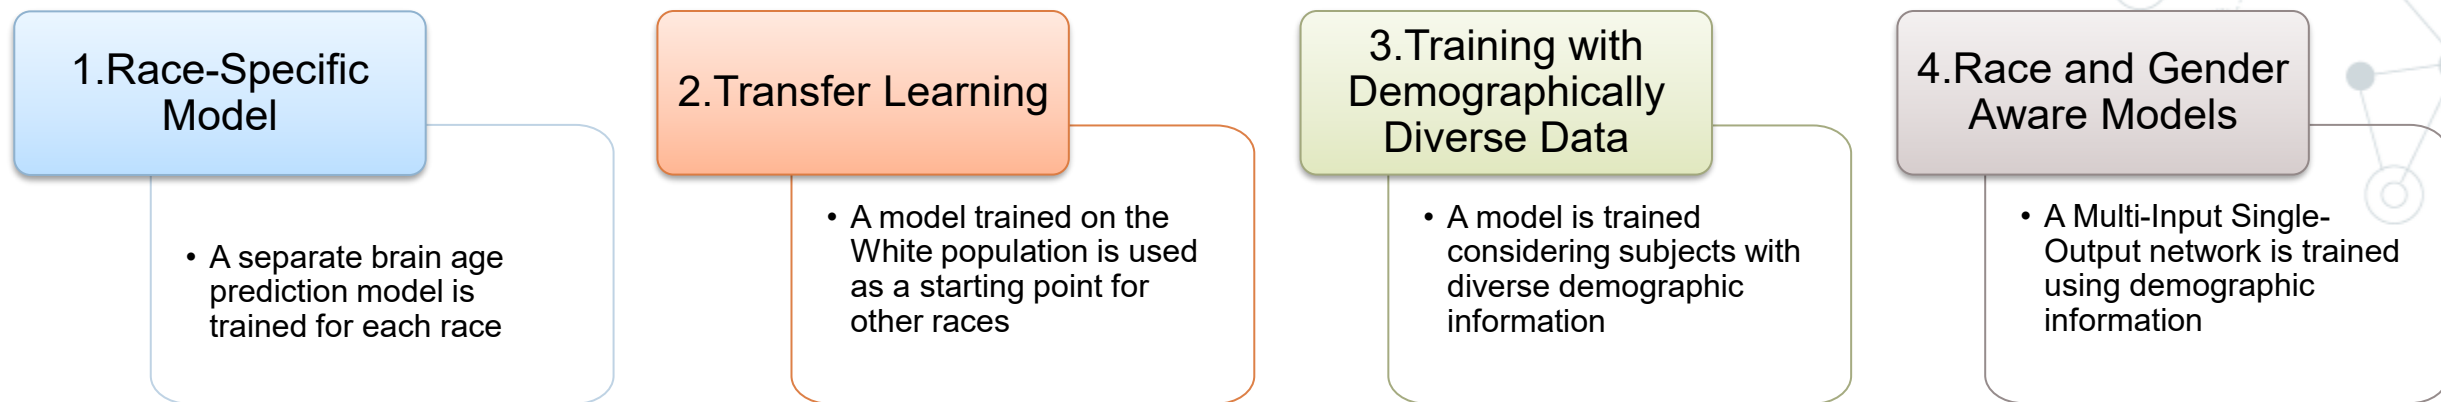 1.Race-Specific
Model
• A separate brain age
prediction model is
trained for each race
2.Transfer Learning
• A model trained on the
White population is used
as a starting point for
other races
3.Training with
Demographically
Diverse Data
• A model is trained
considering subjects with
diverse demographic
information
4.Race and Gender
Aware Models
• A Multi-Input Single-
Output network is trained
using demographic
information